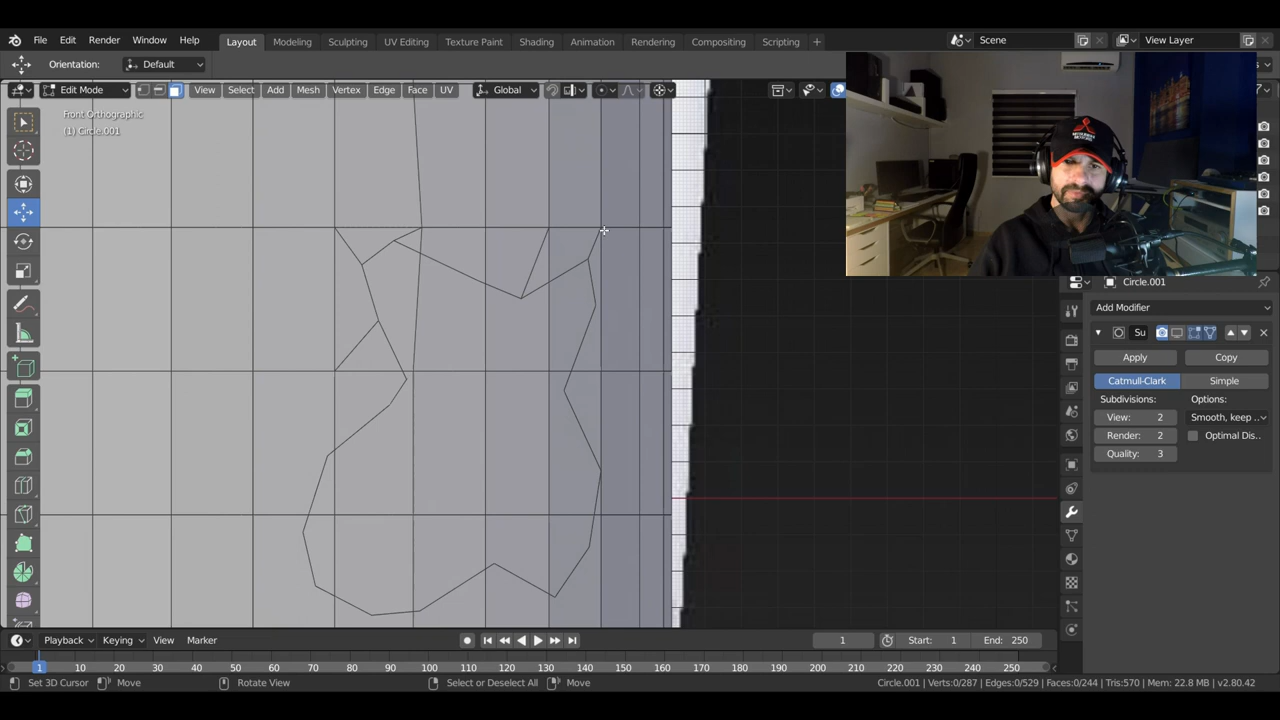 File Edit Render Window Help Layout Modeling Sculpting UV Editing Texture Paint Shading Animation Rendering Compositing Scripting + Scene View Layer
Orientation: Default
Edit Mode View Select Add Mesh Vertex Edge Face UV Global
Front Orthographic
(1) Circle.001
Circle.001
Add Modifier
Su
Apply Copy
Catmull-Clark Simple
Subdivisions: Options:
View: 2 Smooth, keep ..
Render: 2 Optimal Dis..
Quality: 3
Playback Keying View Marker 1 Start: 1 End: 250
1 10 20 30 40 50 60 70 80 90 100 110 120 130 140 150 160 170 180 190 200 210 220 230 240 250
Set 3D Cursor Move Rotate View Select or Deselect All Move Circle.001 | Verts:0/287 | Edges:0/529 | Faces:0/244 | Tris:570 | Mem: 22.8 MB | v2.80.42